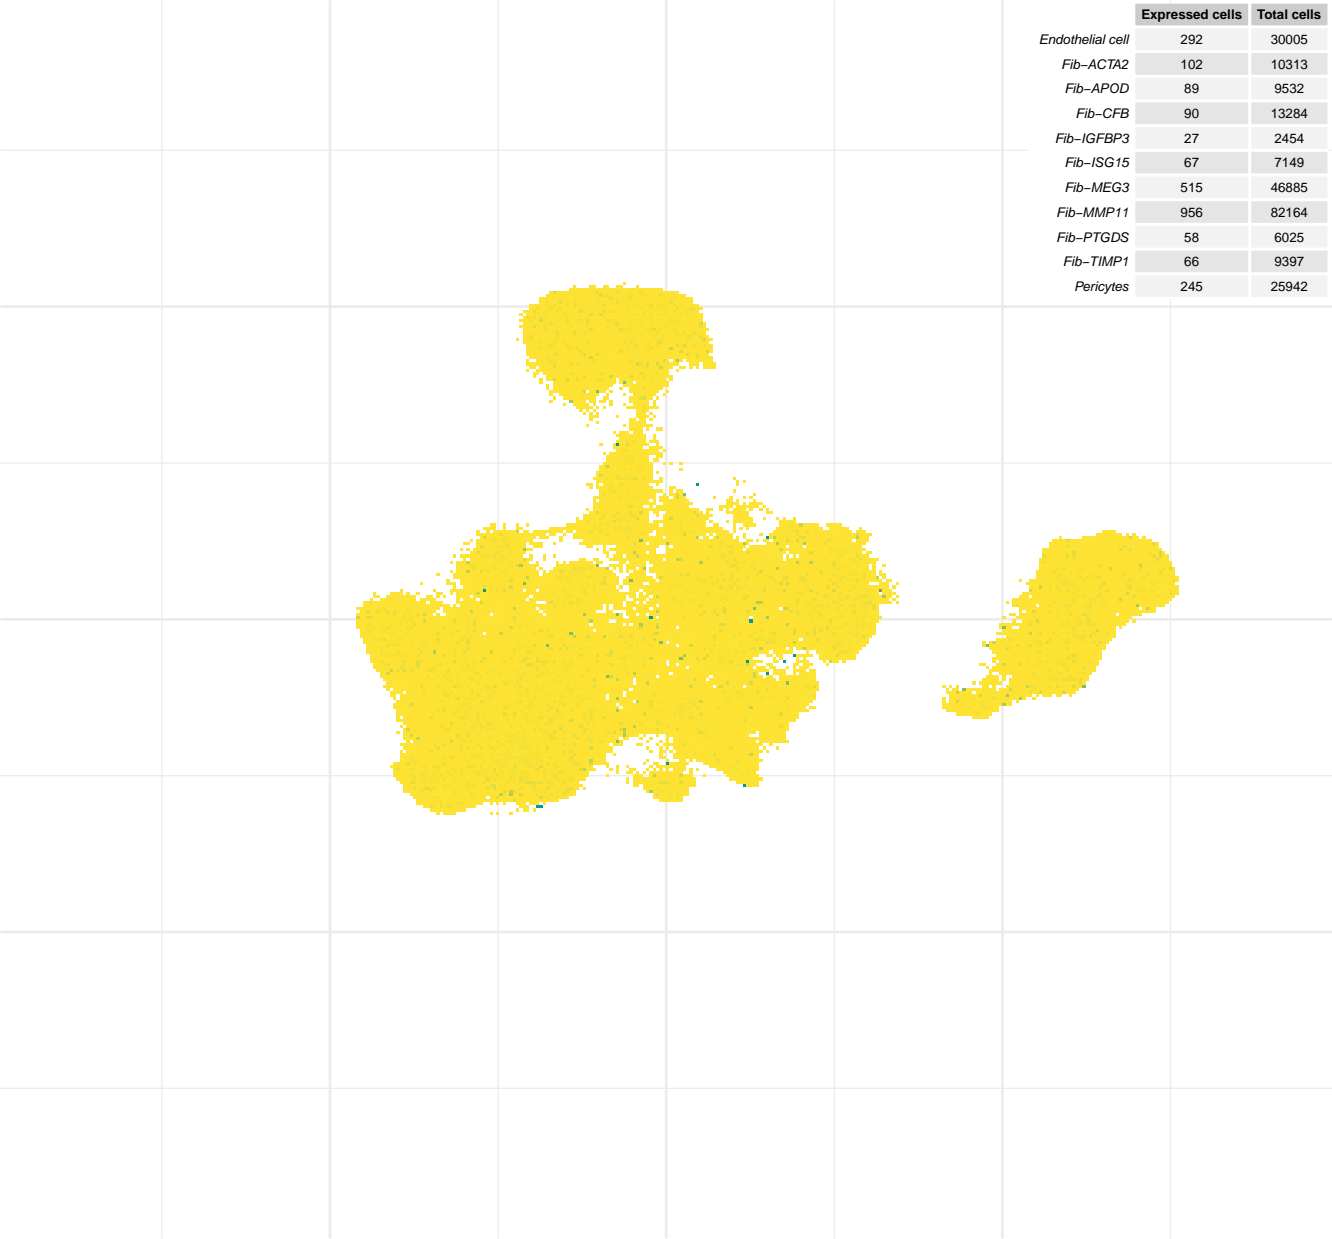 Expressed cells Total cells
Endothelial cell 292 30005
Fib−ACTA2 102 10313
Fib−APOD 89 9532
Fib−CFB 90 13284
Fib−IGFBP3 27 2454
Fib−ISG15 67 7149
Fib−MEG3 515 46885
Fib−MMP11 956 82164
Fib−PTGDS 58 6025
Fib−TIMP1 66 9397
Pericytes 245 25942